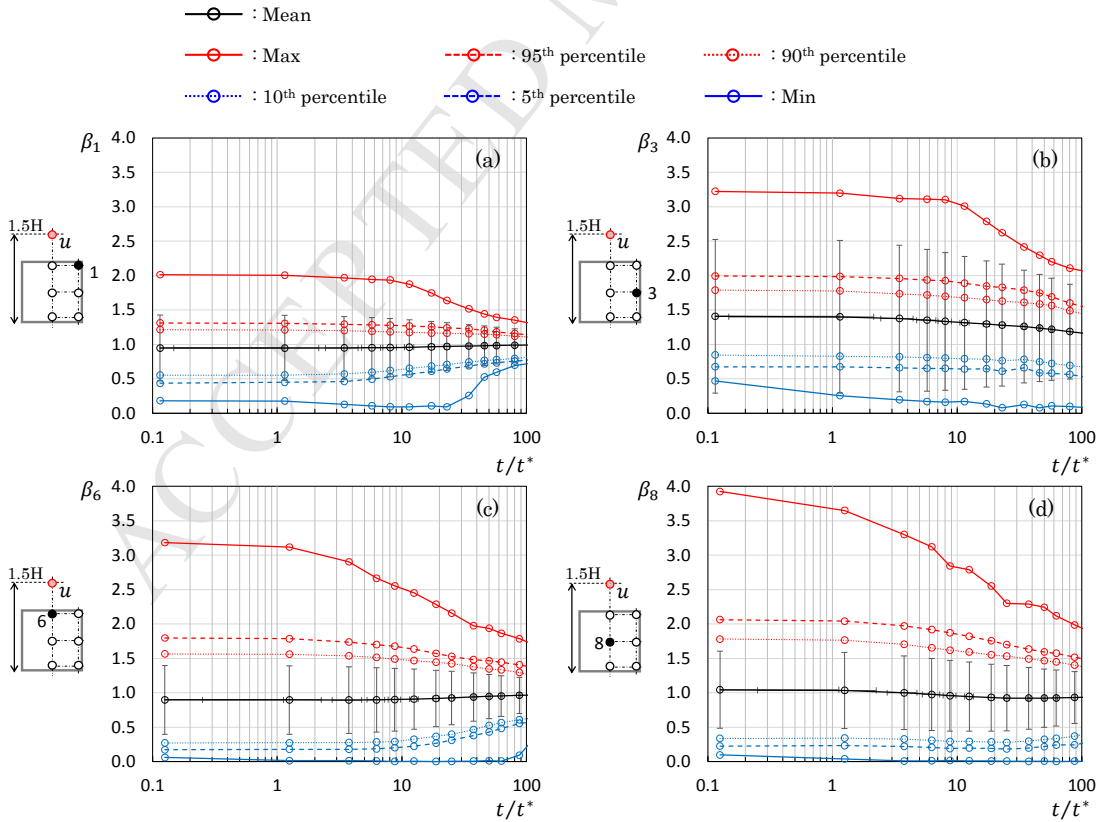 : Mean
: Max
: 95th percentile
: 90th percentile
: 10th percentile
: 5th percentile
: Min
ACCEPTED M
β1
(a)
4.0
3.5
3.0
2.5
2.0
1.5
1.0
0.5
0.0
0.1
1
10
100
t/t*
1.5H
u
1
β3
(b)
4.0
3.5
3.0
2.5
2.0
1.5
1.0
0.5
0.0
0.1
1
10
100
t/t*
1.5H
u
3
β6
(c)
4.0
3.5
3.0
2.5
2.0
1.5
1.0
0.5
0.0
0.1
1
10
100
t/t*
1.5H
u
6
β8
(d)
4.0
3.5
3.0
2.5
2.0
1.5
1.0
0.5
0.0
0.1
1
10
100
t/t*
1.5H
u
8